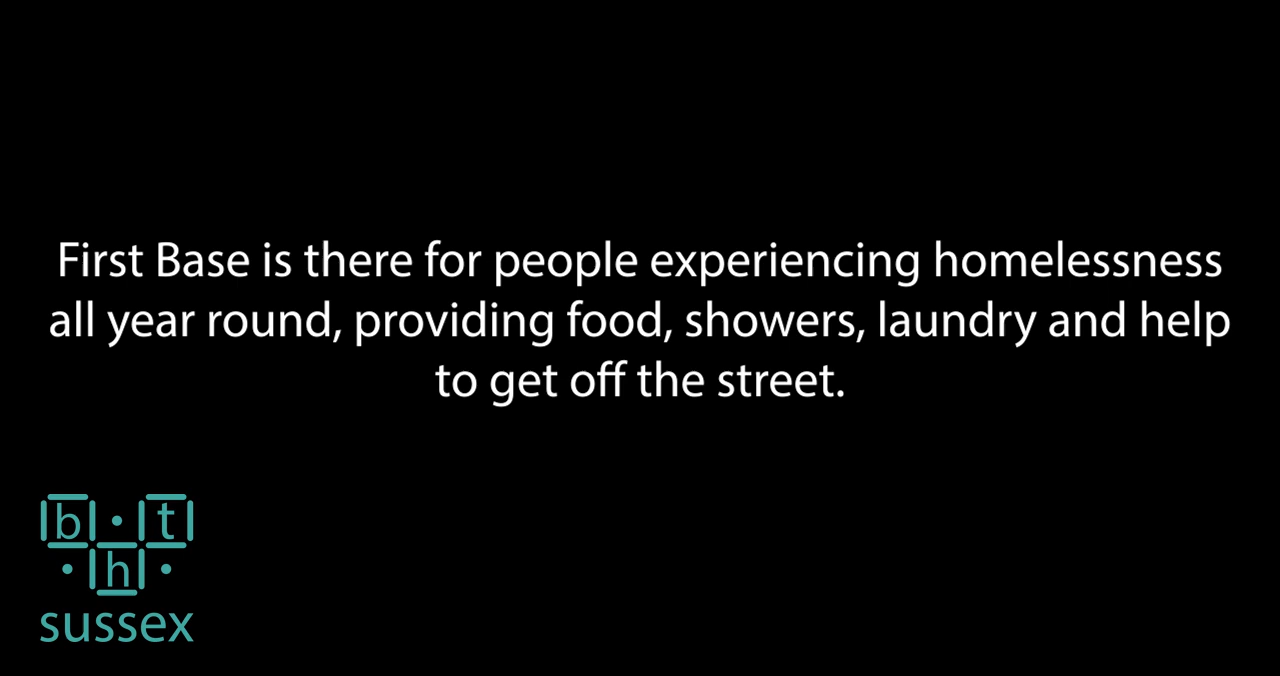 First Base is there for people experiencing homelessness
all year round, providing food, showers, laundry and help
to get off the street.
b t
h
sussex